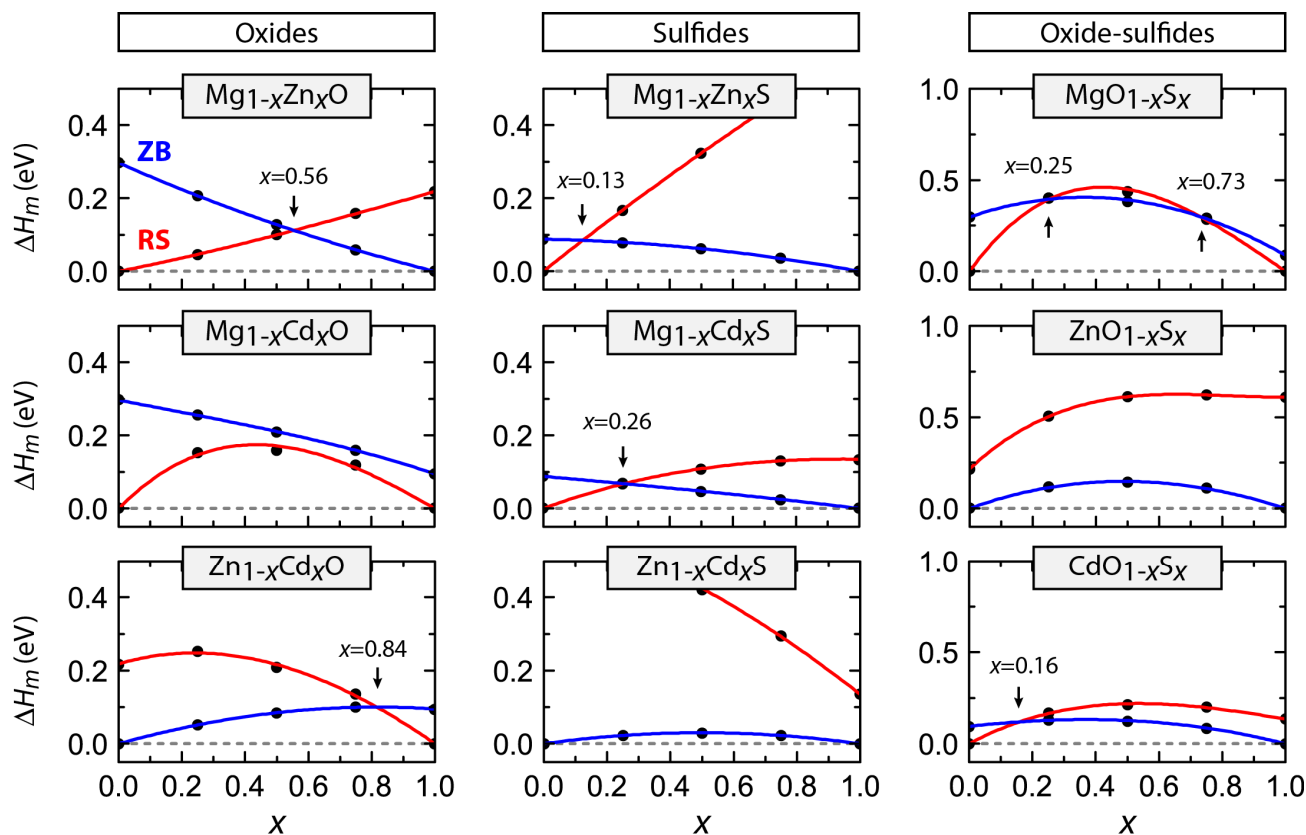 Oxides
Sulfides
Oxide-sulfides
Mg1-xZnxO
Mg1-xZnxS
MgO1-xSx
ΔHm (eV)
0.4
0.2
0.0
ZB
RS
x=0.56
0.4
0.2
0.0
x=0.13
1.0
0.5
0.0
x=0.25
x=0.73
Mg1-xCdxO
Mg1-xCdxS
ZnO1-xSx
ΔHm (eV)
0.4
0.2
0.0
0.4
0.2
0.0
x=0.26
1.0
0.5
0.0
Zn1-xCdxO
Zn1-xCdxS
CdO1-xSx
ΔHm (eV)
0.4
0.2
0.0
x=0.84
0.4
0.2
0.0
1.0
0.5
0.0
x=0.16
0.0 0.2 0.4 0.6 0.8 1.0
0.0 0.2 0.4 0.6 0.8 1.0
0.0 0.2 0.4 0.6 0.8 1.0
x
x
x